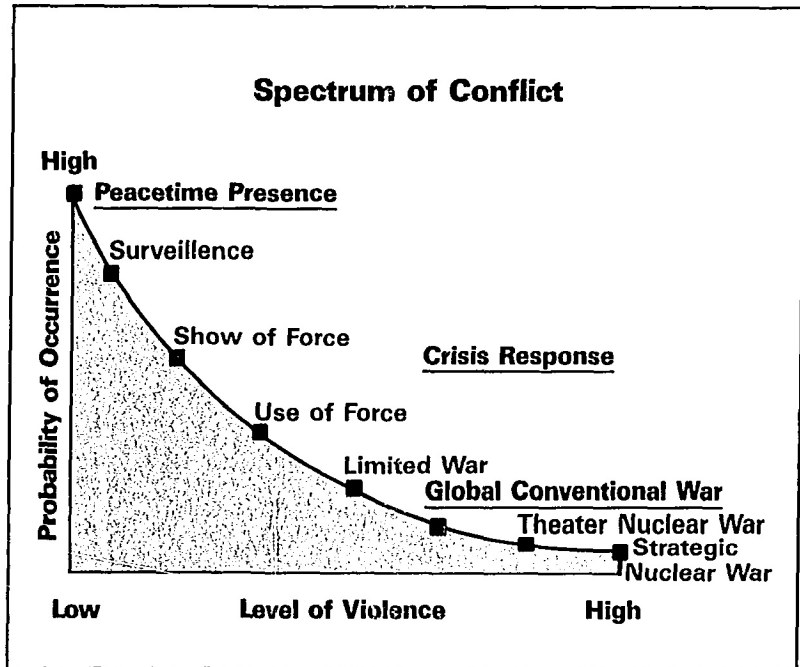 Spectrum of Conflict
High
Peacetime Presence
Surveillence
Show of Force
Crisis Response
Use of Force
Limited War
Global Conventional War
Theater Nuclear War
Strategic
Nuclear War
Probability of Occurrence
Low
Level of Violence
High